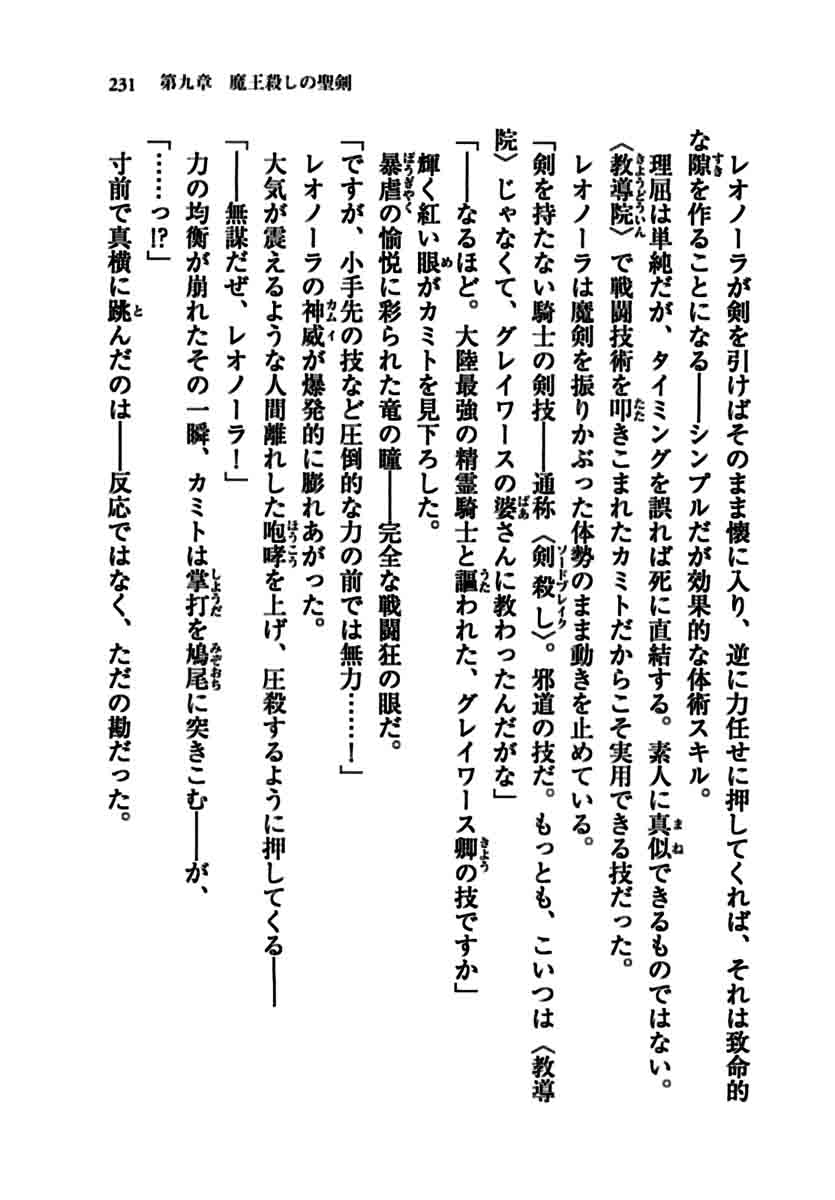 231　第九章　魔王殺しの聖剣
　レオノーラが剣を引けばそのまま懐に入り、逆に力任せに押してくれば、それは致命的
な隙を作ることになる――シンプルだが効果的な体術スキル。
　理屈は単純だが、タイミングを誤れば死に直結する。素人に真似できるものではない。
〈教導院〉で戦闘技術を叩きこまれたカミトだからこそ実用できる技だった。
　レオノーラは魔剣を振りかぶった体勢のまま動きを止めている。
「剣を持たない騎士の剣技――通称〈剣殺し〉。邪道の技だ。もっとも、こいつは〈教導
院〉じゃなくて、グレイワースの婆さんに教わったんだがな」
「――なるほど。大陸最強の精霊騎士と謳われた、グレイワース卿の技ですか」
　輝く紅い眼がカミトを見下ろした。
　暴虐の愉悦に彩られた竜の瞳――完全な戦闘狂の眼だ。
「ですが、小手先の技など圧倒的な力の前では無力……！」
　レオノーラの神威が爆発的に膨れあがった。
　大気が震えるような人間離れした咆哮を上げ、圧殺するように押してくる――
「――無謀だぜ、レオノーラ！」
　力の均衡が崩れたその一瞬、カミトは掌打を鳩尾に突きこむ――が、
「……っ!?」
　寸前で真横に跳んだのは――反応ではなく、ただの勘だった。